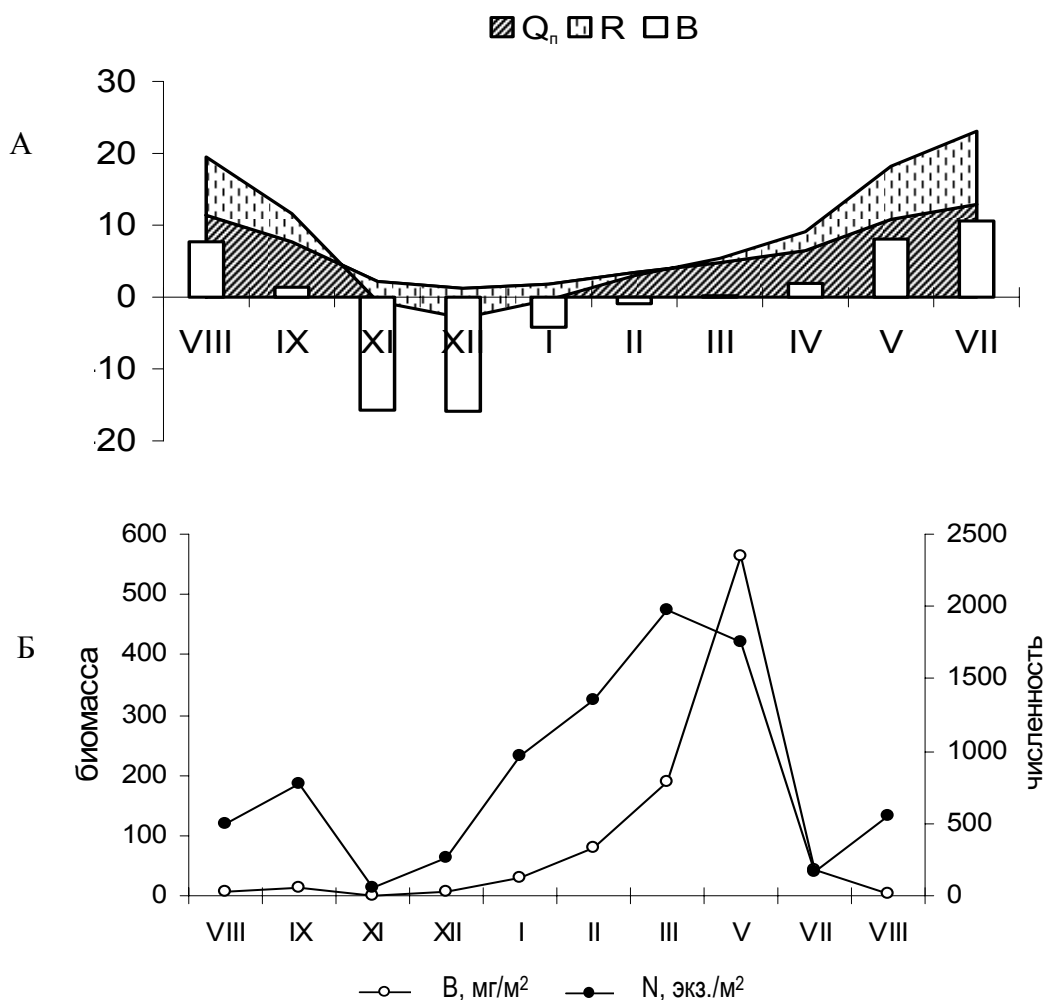 Qп R B
А
30
20
10
0
-10
-20
VIII IX XI XII I II III IV V VII
Б
биомасса
600
500
400
300
200
100
0
численность
2500
2000
1500
1000
500
0
VIII IX XI XII I II III V VII VIII
B, мг/м²
N, экз./м²